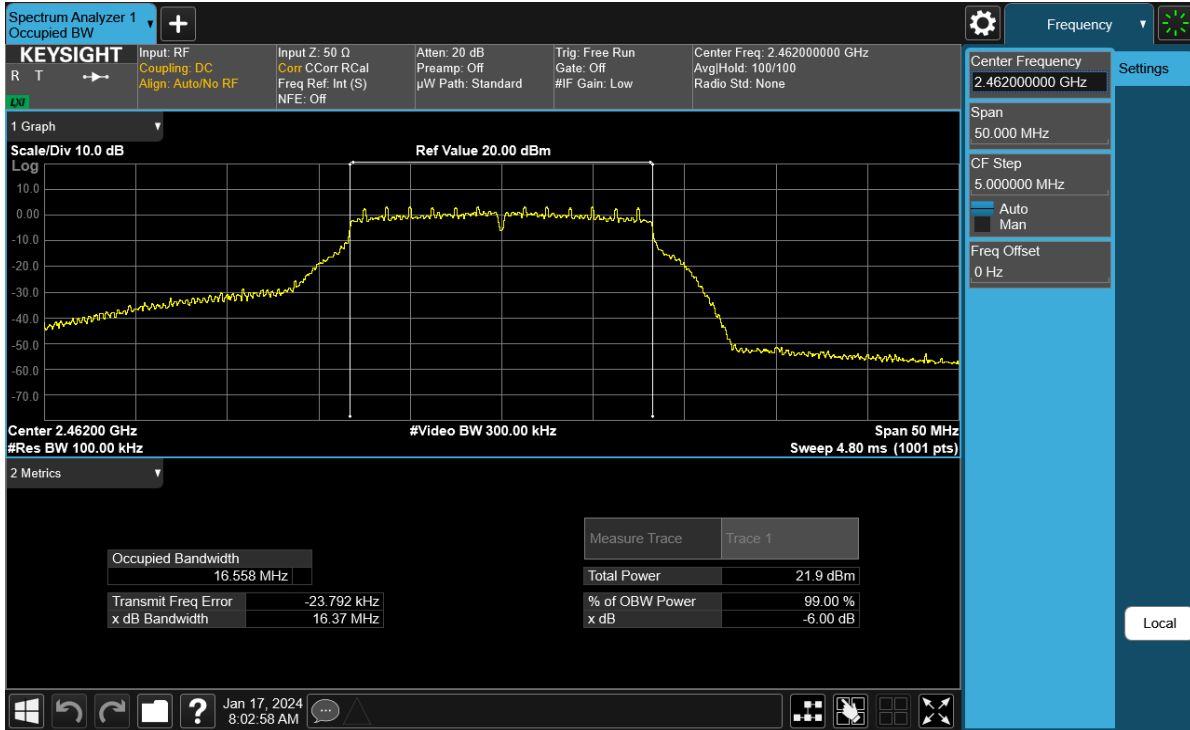 Spectrum Analyzer 1
Occupied BW
Frequency
KEYSIGHT
R T
LXI
Input: RF
Coupling: DC
Align: Auto/No RF
Input Z: 50 Ω
Corr CCorr RCal
Freq Ref: Int (S)
NFE: Off
Atten: 20 dB
Preamp: Off
µW Path: Standard
Trig: Free Run
Gate: Off
#IF Gain: Low
Center Freq: 2.462000000 GHz
Avg|Hold: 100/100
Radio Std: None
Center Frequency
2.462000000 GHz
Settings
Span
50.000 MHz
CF Step
5.000000 MHz
Auto
Man
Freq Offset
0 Hz
Local
1 Graph
Scale/Div 10.0 dB
Ref Value 20.00 dBm
Log
10.0
0.00
-10.0
-20.0
-30.0
-40.0
-50.0
-60.0
-70.0
Center 2.46200 GHz
#Video BW 300.00 kHz
Span 50 MHz
#Res BW 100.00 kHz
Sweep 4.80 ms (1001 pts)
2 Metrics
Measure Trace Trace 1
Occupied Bandwidth
16.558 MHz
Total Power 21.9 dBm
Transmit Freq Error -23.792 kHz
% of OBW Power 99.00 %
x dB Bandwidth 16.37 MHz
x dB -6.00 dB
?
Jan 17, 2024
8:02:58 AM